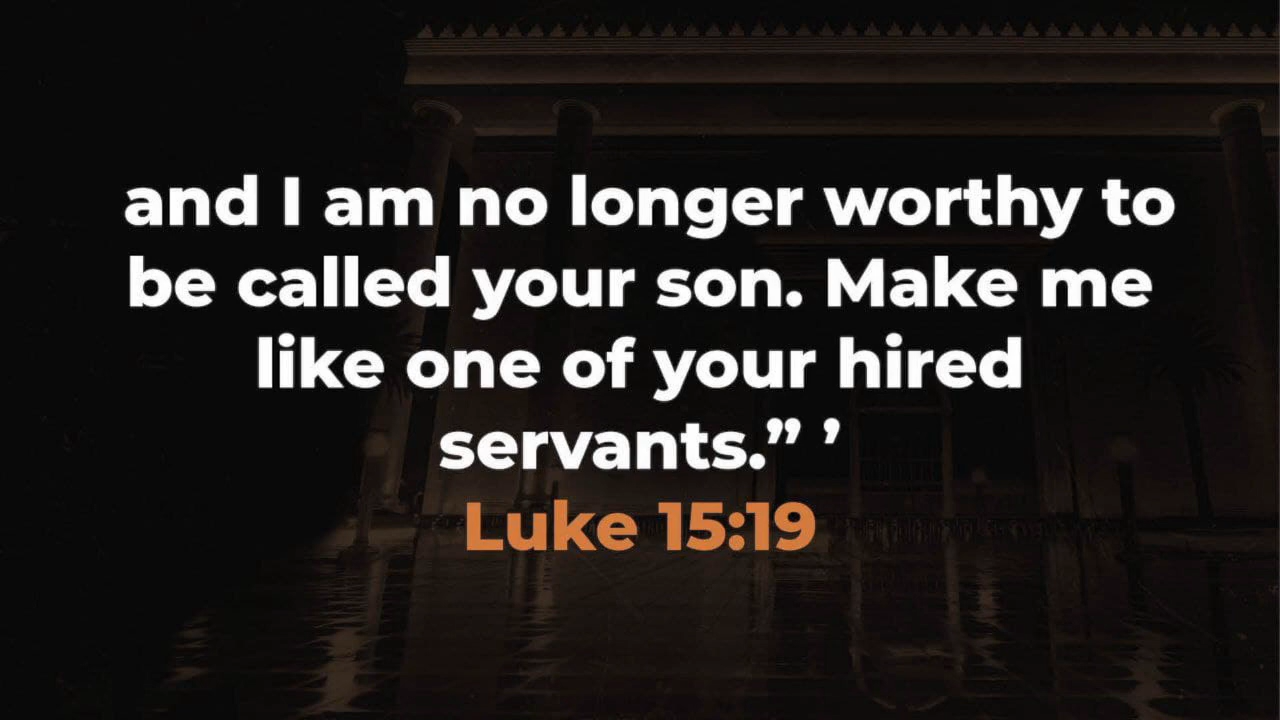 and I am no longer worthy to
be called your son. Make me
like one of your hired
servants.” ’
Luke 15:19